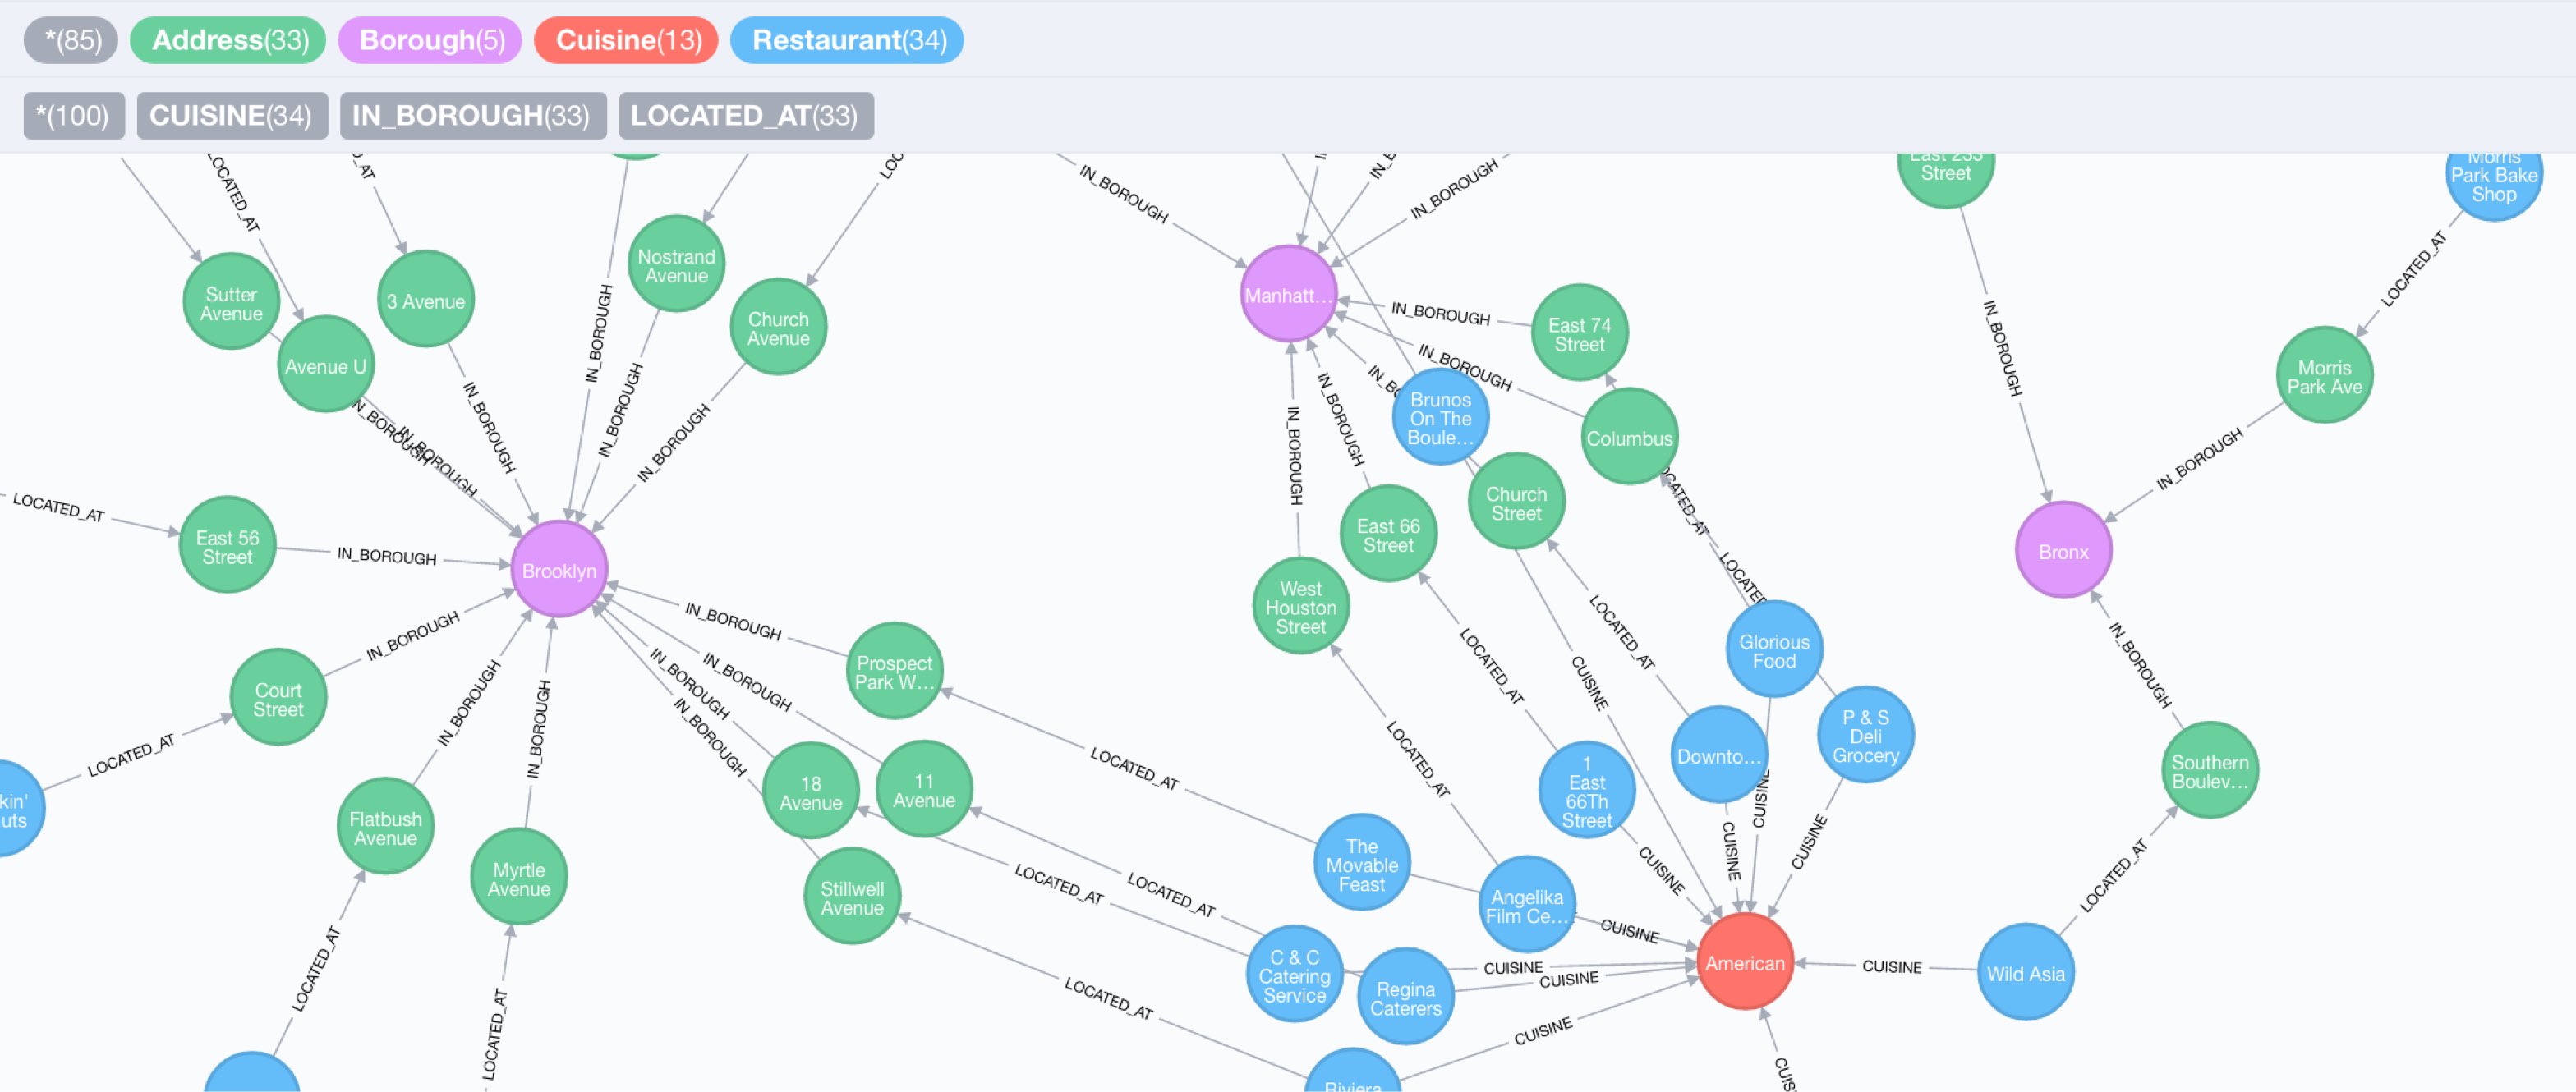 *(85) Address(33) Borough(5) Cuisine(13) Restaurant(34)
*(100) CUISINE(34) IN_BOROUGH(33) LOCATED_AT(33)
LOCATED_AT
IN_BOROUGH
IN_BOROUGH
East 233
Street
Morris
Park Bake
Shop
Sutter
Avenue
3 Avenue
Nostrand
Avenue
Church
Avenue
Avenue U
Manhatt...
IN_BOROUGH
East 74
Street
LOCATED_AT
Morris
Park Ave
IN_BOROUGH
IN_BOROUGH
IN_BOROUGH
IN_BOROUGH
IN_BOROUGH
IN_BOROUGH
IN_BOROUGH
IN_BOROUGH
IN_BOROUGH
IN_BOROUGH
IN_BOROUGH
Brunos
On The
Boule...
Columbus
IN_BOROUGH
LOCATED_AT
East 56
Street
IN_BOROUGH
Brooklyn
East 66
Street
Church
Street
LOCATED_AT
LOCATED
Bronx
West
Houston
Street
IN_BOROUGH
IN_BOROUGH
LOCATED_AT
LOCATED_AT
Glorious
Food
IN_BOROUGH
Court
Street
IN_BOROUGH
IN_BOROUGH
IN_BOROUGH
IN_BOROUGH
IN_BOROUGH
Prospect
Park W...
CUISINE
LOCATED_AT
LOCATED_AT
LOCATED_AT
Downto...
P & S
Deli
Grocery
Southern
Boulev...
kin'
uts
18
Avenue
11
Avenue
1
East
66Th
Street
CUISINE
Flatbush
Avenue
Myrtle
Avenue
Stillwell
Avenue
LOCATED_AT
LOCATED_AT
The
Movable
Feast
Angelika
Film Ce...
CUISINE
CUISINE
CUISINE
LOCATED_AT
CUISINE
LOCATED_AT
LOCATED_AT
LOCATED_AT
C & C
Catering
Service
Regina
Caterers
CUISINE
CUISINE
American
CUISINE
Wild Asia
CUISINE
Riviera
CUIS